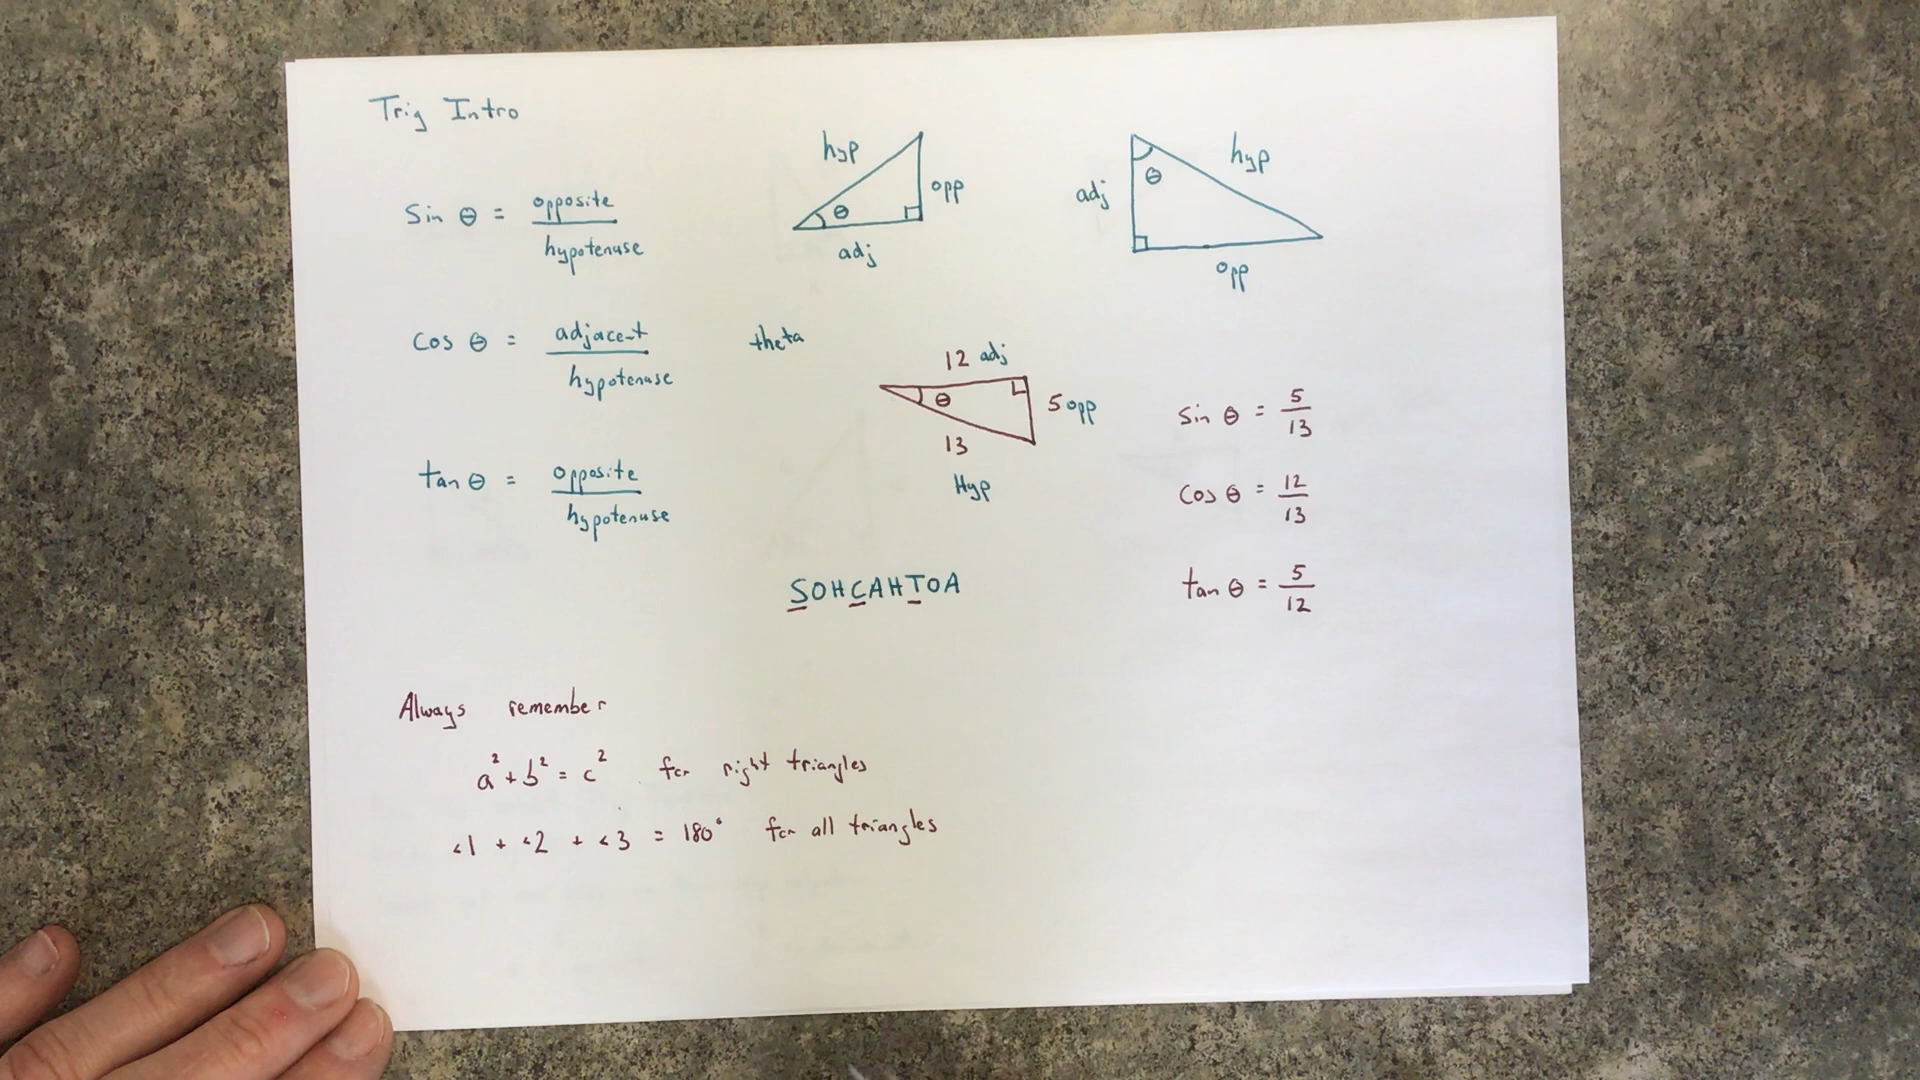 Trig Intro
sin θ = opposite / hypotenuse
hyp
θ
opp
adj
adj
θ
hyp
opp
cos θ = adjacent / hypotenuse
theta
12 adj
θ
5 opp
13
Hyp
tan θ = opposite / hypotenuse
sin θ = 5 / 13
cos θ = 12 / 13
tan θ = 5 / 12
SOHCAHTOA
Always remember
a² + b² = c² for right triangles
<1 + <2 + <3 = 180° for all triangles